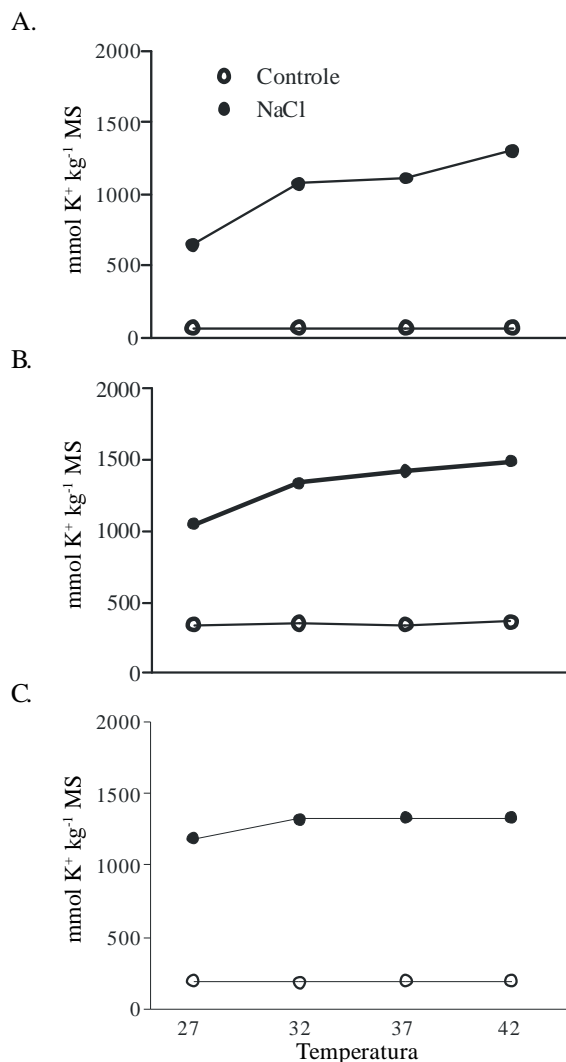 A.
2000
1500
1000
500
0
mmol K⁺ kg⁻¹ MS
Controle
NaCl
B.
2000
1500
1000
500
0
mmol K⁺ kg⁻¹ MS
C.
2000
1500
1000
500
0
mmol K⁺ kg⁻¹ MS
27 32 37 42
Temperatura